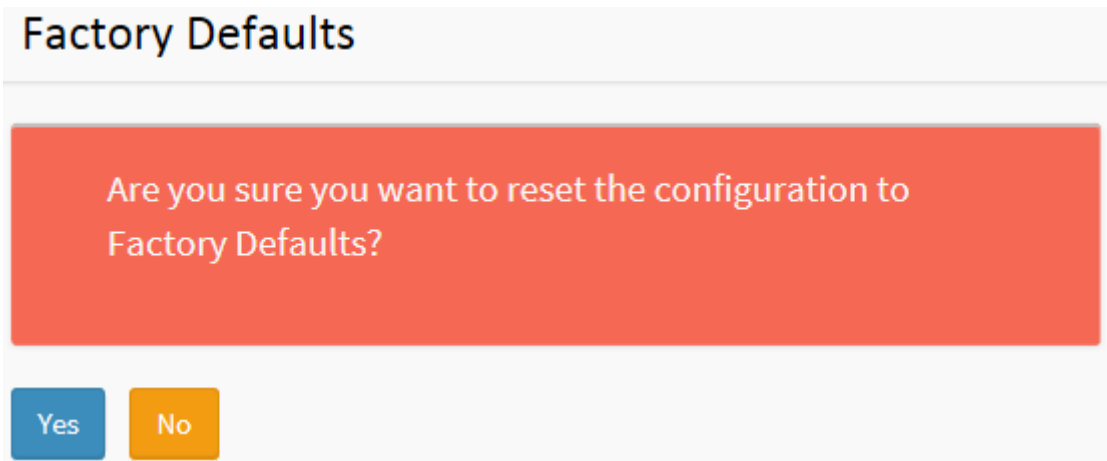 Factory Defaults
Are you sure you want to reset the configuration to
Factory Defaults?
Yes No